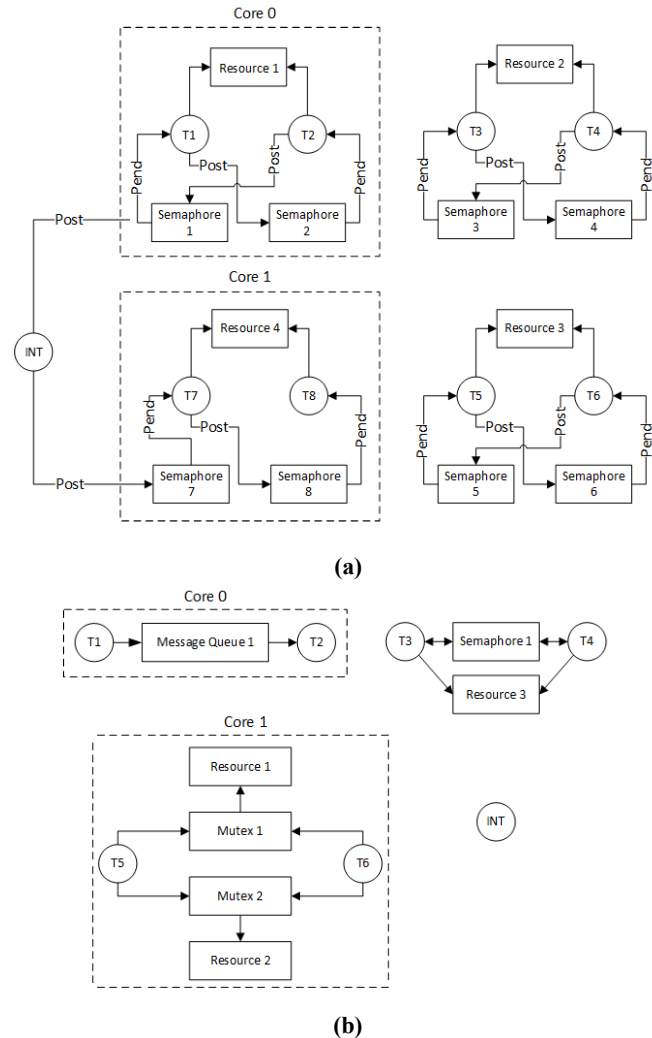 Core 0
Resource 1
Resource 2
T1
T2
T3
T4
Pend
Post
Post
Pend
Pend
Post
Post
Pend
Semaphore
1
Semaphore
2
Semaphore
3
Semaphore
4
Post
Core 1
INT
Resource 4
Resource 3
T7
T8
T5
T6
Pend
Post
Pend
Pend
Post
Post
Pend
Semaphore
7
Semaphore
8
Semaphore
5
Semaphore
6
Post
(a)
Core 0
T1
Message Queue 1
T2
T3
Semaphore 1
T4
Resource 3
Core 1
Resource 1
Mutex 1
INT
T5
T6
Mutex 2
Resource 2
(b)